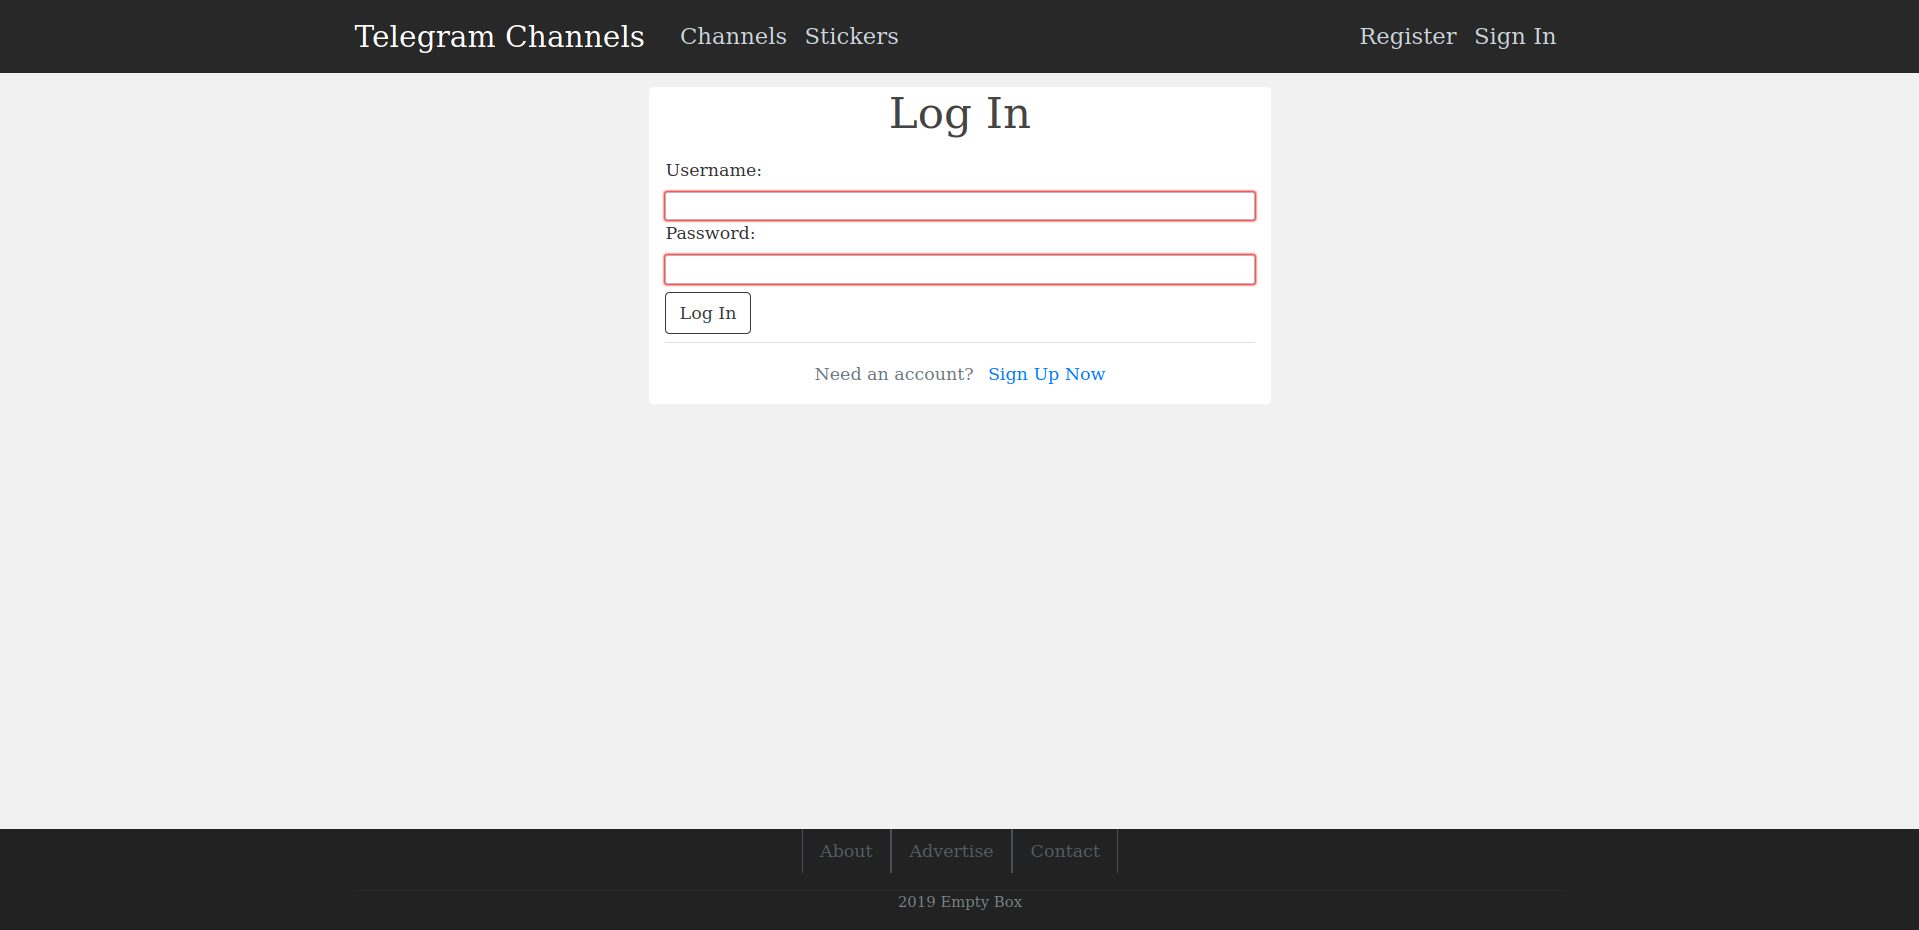 Telegram Channels Channels Stickers Register Sign In
Log In
Username:
Password:
Log In
Need an account? Sign Up Now
About Advertise Contact
2019 Empty Box